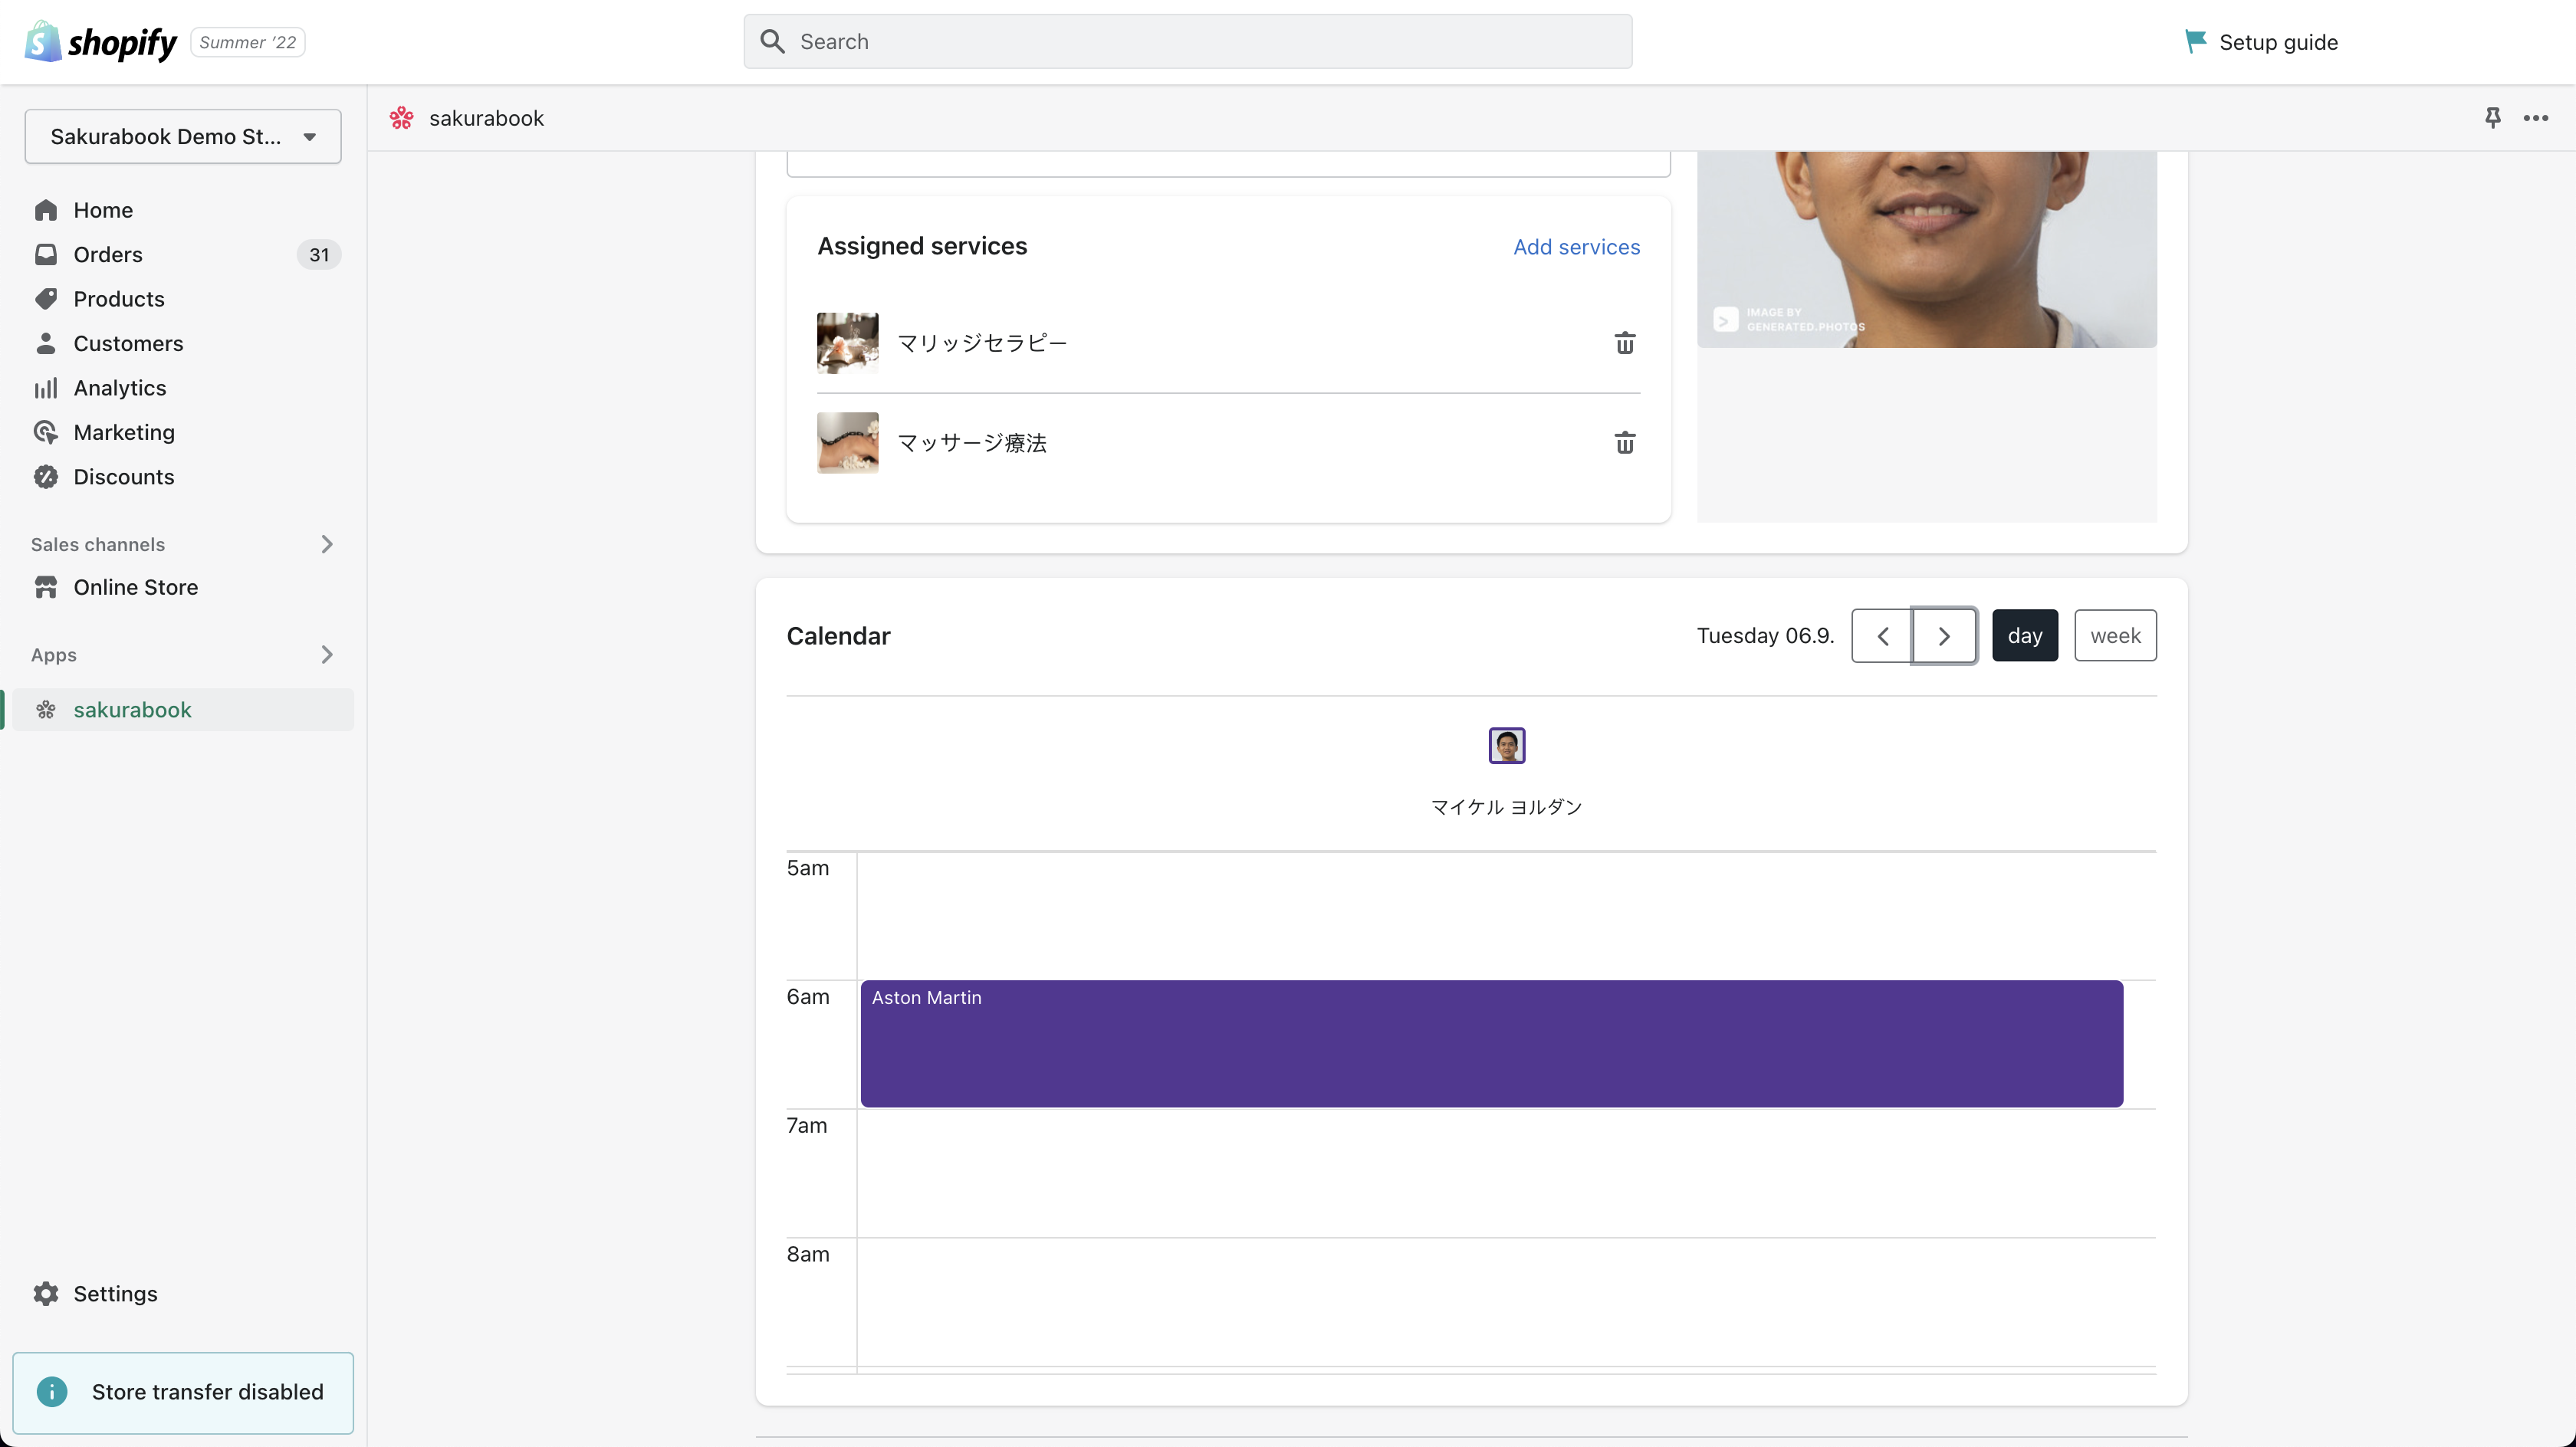 shopify
Summer '22
Search
Setup guide
Sakurabook Demo St...
sakurabook
Home
Orders
31
Products
Customers
Analytics
Marketing
Discounts
Sales channels
Online Store
Apps
sakurabook
Settings
Store transfer disabled
Assigned services
Add services
マリッジセラピー
マッサージ療法
IMAGE BY
GENERATED.PHOTOS
Calendar
Tuesday 06.9.
day
week
マイケル ヨルダン
5am
6am
Aston Martin
7am
8am